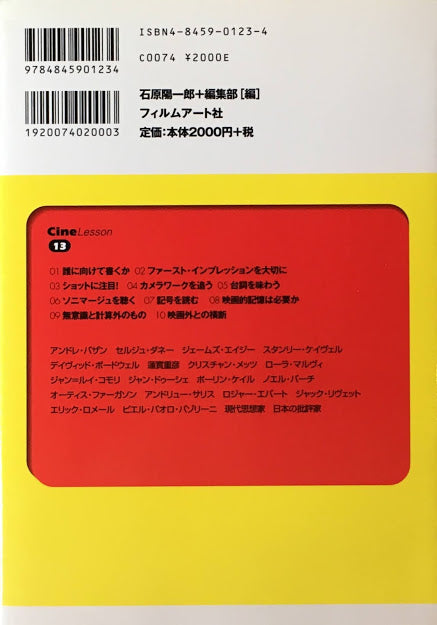 ISBN4-8459-0123-4
C0074 ¥2000E
9784845901234
1920074020003
石原陽一郎+編集部[編]
フィルムアート社
定価:本体2000円+税
CineLesson
13
01 誰に向けて書くか 02 ファースト・インプレッションを大切に
03 ショットに注目! 04 カメラワークを追う 05 台詞を味わう
06 ソニマージュを聴く 07 記号を読む 08 映画的記憶は必要か
09 無意識と計算外のもの 10 映画外との横断
アンドレ・バザン セルジュ・ダネー ジェームズ・エイジー スタンリー・ケイヴェル
デイヴィッド・ボードウェル 蓮實重彦 クリスチャン・メッツ ローラ・マルヴィ
ジャン=ルイ・コモリ ジャン・ドゥーシェ ポーリン・ケイル ノエル・バーチ
オーティス・ファーガソン アンドリュー・サリス ロジャー・エバート ジャック・リヴェット
エリック・ロメール ピエル・パオロ・パゾリーニ 現代思想家 日本の批評家